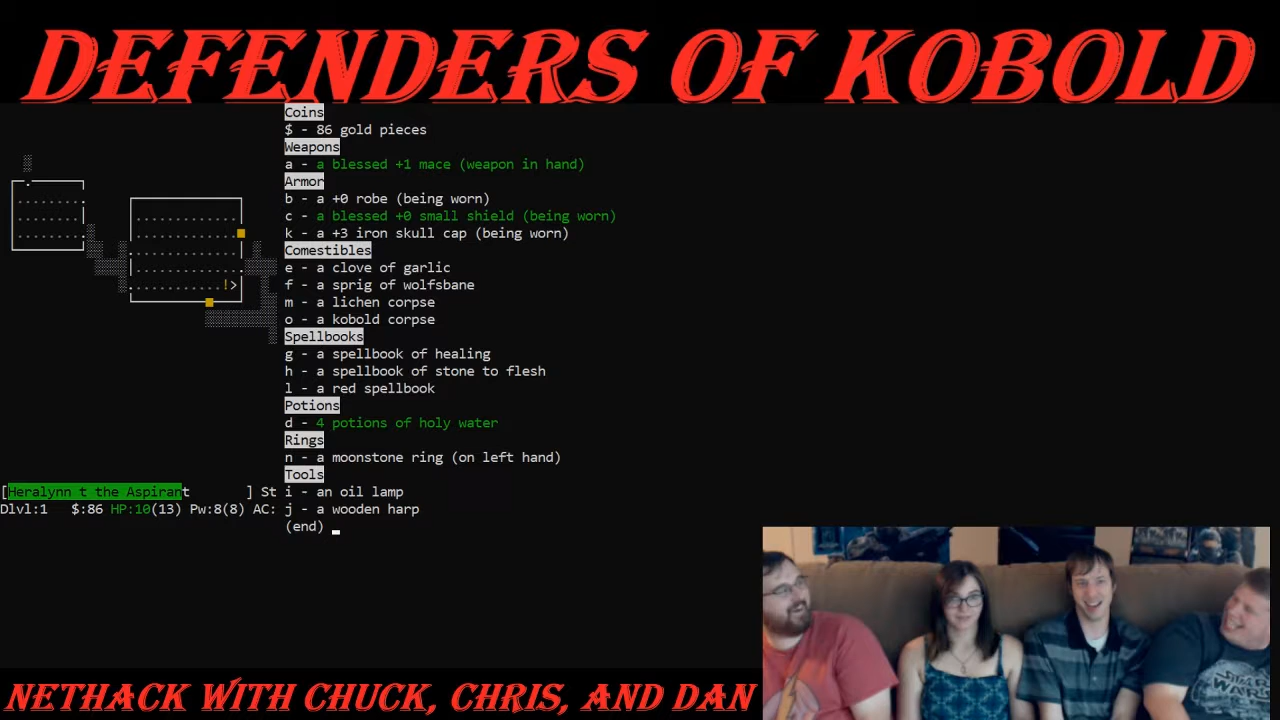 DEFENDERS OF KOBOLD
Coins
$ - 86 gold pieces
Weapons
a - a blessed +1 mace (weapon in hand)
Armor
b - a +0 robe (being worn)
c - a blessed +0 small shield (being worn)
k - a +3 iron skull cap (being worn)
Comestibles
e - a clove of garlic
f - a sprig of wolfsbane
m - a lichen corpse
o - a kobold corpse
Spellbooks
g - a spellbook of healing
h - a spellbook of stone to flesh
l - a red spellbook
Potions
d - 4 potions of holy water
Rings
n - a moonstone ring (on left hand)
Tools
[Heralynn t the Aspirant ] St i - an oil lamp
Dlvl:1 $:86 HP:10(13) Pw:8(8) AC: j - a wooden harp
(end)
NETHACK WITH CHUCK, CHRIS, AND DAN